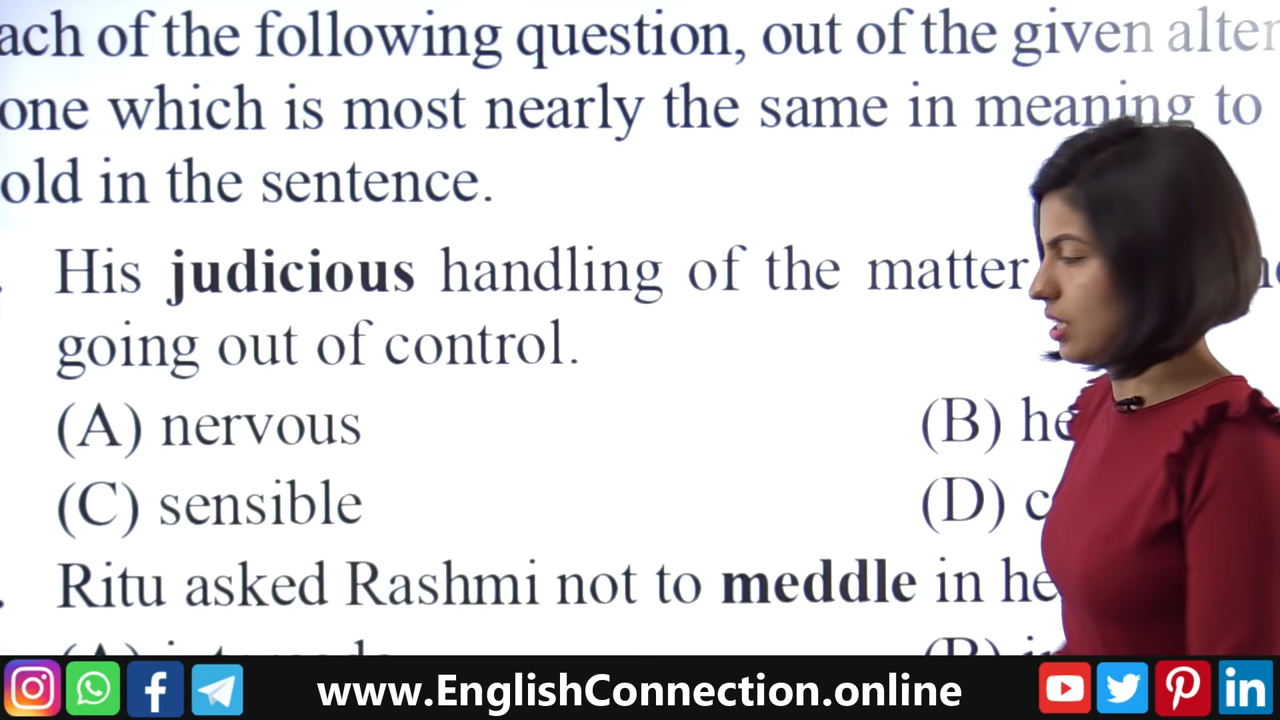 ach of the following question, out of the given alter
one which is most nearly the same in meaning to
old in the sentence.
His judicious handling of the matter
going out of control.
(A) nervous
(B) he
(C) sensible
(D) c
Ritu asked Rashmi not to meddle in he
(A)
(B)
www.EnglishConnection.online